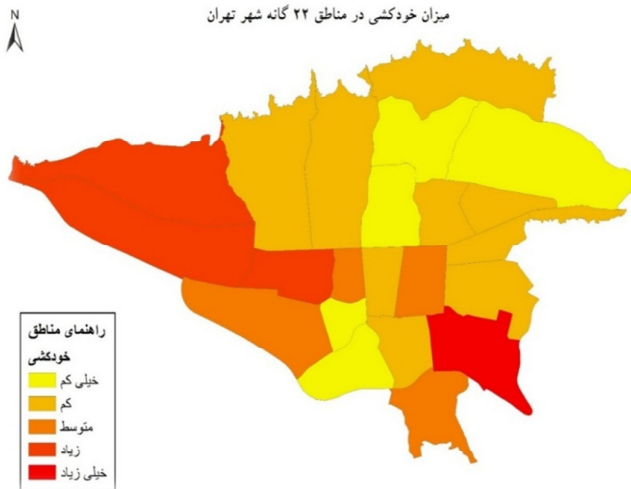 میزان خودکشی در مناطق ۲۲ گانه شهر تهران
N
راهنمای مناطق
خودکشی
خیلی کم
کم
متوسط
زیاد
خیلی زیاد